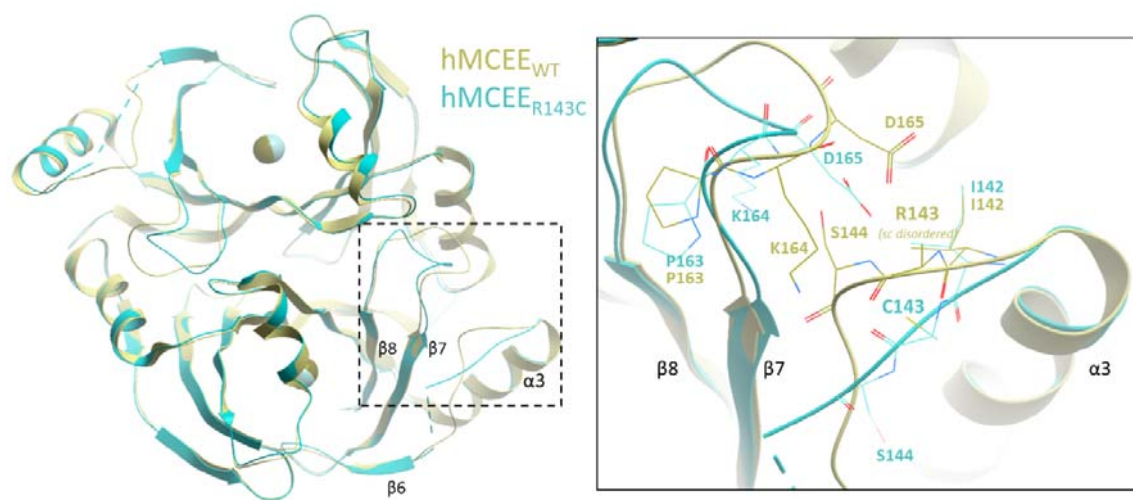 hMCEEWT
hMCEER143C
β8
β7
α3
β6
D165
D165
I142
I142
K164
S144
R143
(sc disordered)
K164
P163
P163
C143
β8
β7
α3
S144